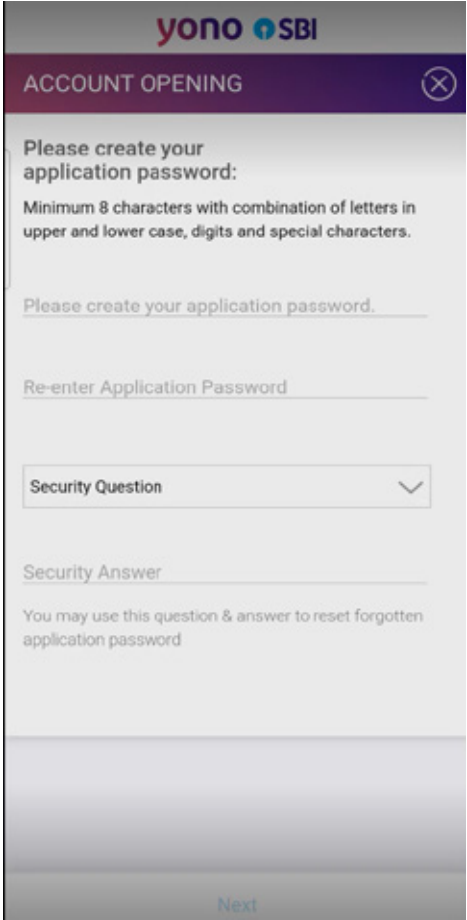 yono SBI
ACCOUNT OPENING
Please create your
application password:
Minimum 8 characters with combination of letters in
upper and lower case, digits and special characters.
Please create your application password.
Re-enter Application Password
Security Question
Security Answer
You may use this question & answer to reset forgotten
application password
Next